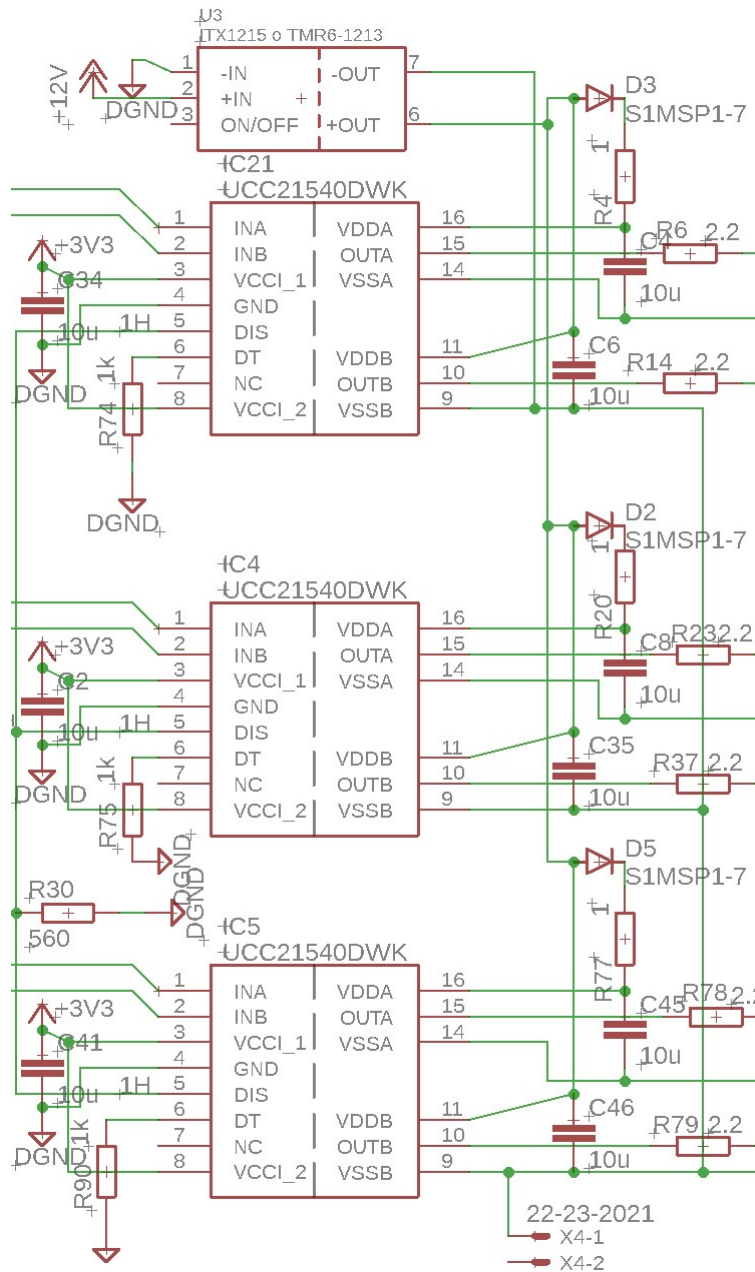 U3
ITX1215 o TMR6-1213
+12V
DGND
1 -IN -OUT 7
2 +IN
3 ON/OFF +OUT 6
D3
S1MSP1-7
1
R4
IC21
UCC21540DWK
1 INA VDDA 16
2 INB OUTA 15
3 VCCI_1 VSSA 14
4 GND
5 DIS
6 DT VDDB 11
7 NC OUTB 10
8 VCCI_2 VSSB 9
+3V3
C34
10u
1H
DGND
R74
1k
DGND
R6 2.2
10u
C6
10u
R14 2.2
D2
S1MSP1-7
1
R20
IC4
UCC21540DWK
1 INA VDDA 16
2 INB OUTA 15
3 VCCI_1 VSSA 14
4 GND
5 DIS
6 DT VDDB 11
7 NC OUTB 10
8 VCCI_2 VSSB 9
+3V3
C2
10u
1H
DGND
R75
1k
DGND
C8
10u
R23 2.2
C35
10u
R37 2.2
R30
560
DGND
D5
S1MSP1-7
1
R77
IC5
UCC21540DWK
1 INA VDDA 16
2 INB OUTA 15
3 VCCI_1 VSSA 14
4 GND
5 DIS
6 DT VDDB 11
7 NC OUTB 10
8 VCCI_2 VSSB 9
+3V3
C41
10u
1H
DGND
R90
1k
C45
10u
R78
C46
10u
R79 2.2
22-23-2021
X4-1
X4-2